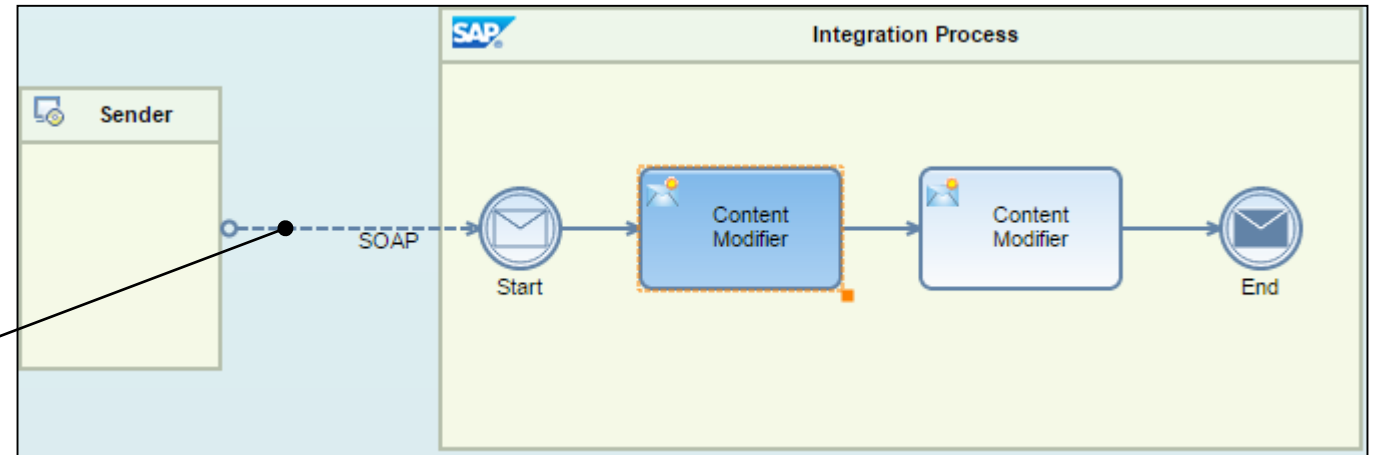 SAP
Integration Process
Sender
SOAP
Content
Modifier
Content
Modifier
Start
End